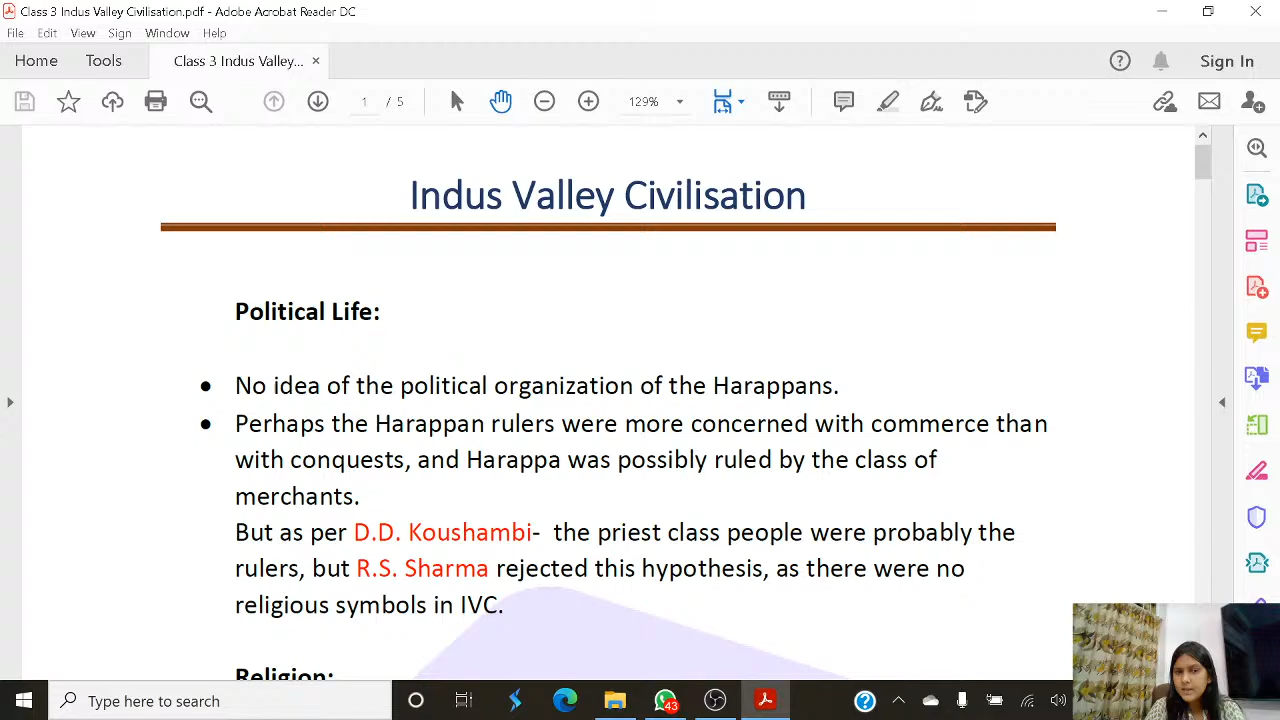 Class 3 Indus Valley Civilisation.pdf - Adobe Acrobat Reader DC
File Edit View Sign Window Help
Home Tools Class 3 Indus Valley... × Sign In
1 / 5 129%
Indus Valley Civilisation
Political Life:
● No idea of the political organization of the Harappans.
● Perhaps the Harappan rulers were more concerned with commerce than
with conquests, and Harappa was possibly ruled by the class of
merchants.
But as per D.D. Koushambi- the priest class people were probably the
rulers, but R.S. Sharma rejected this hypothesis, as there were no
religious symbols in IVC.
Religion:
Type here to search 43